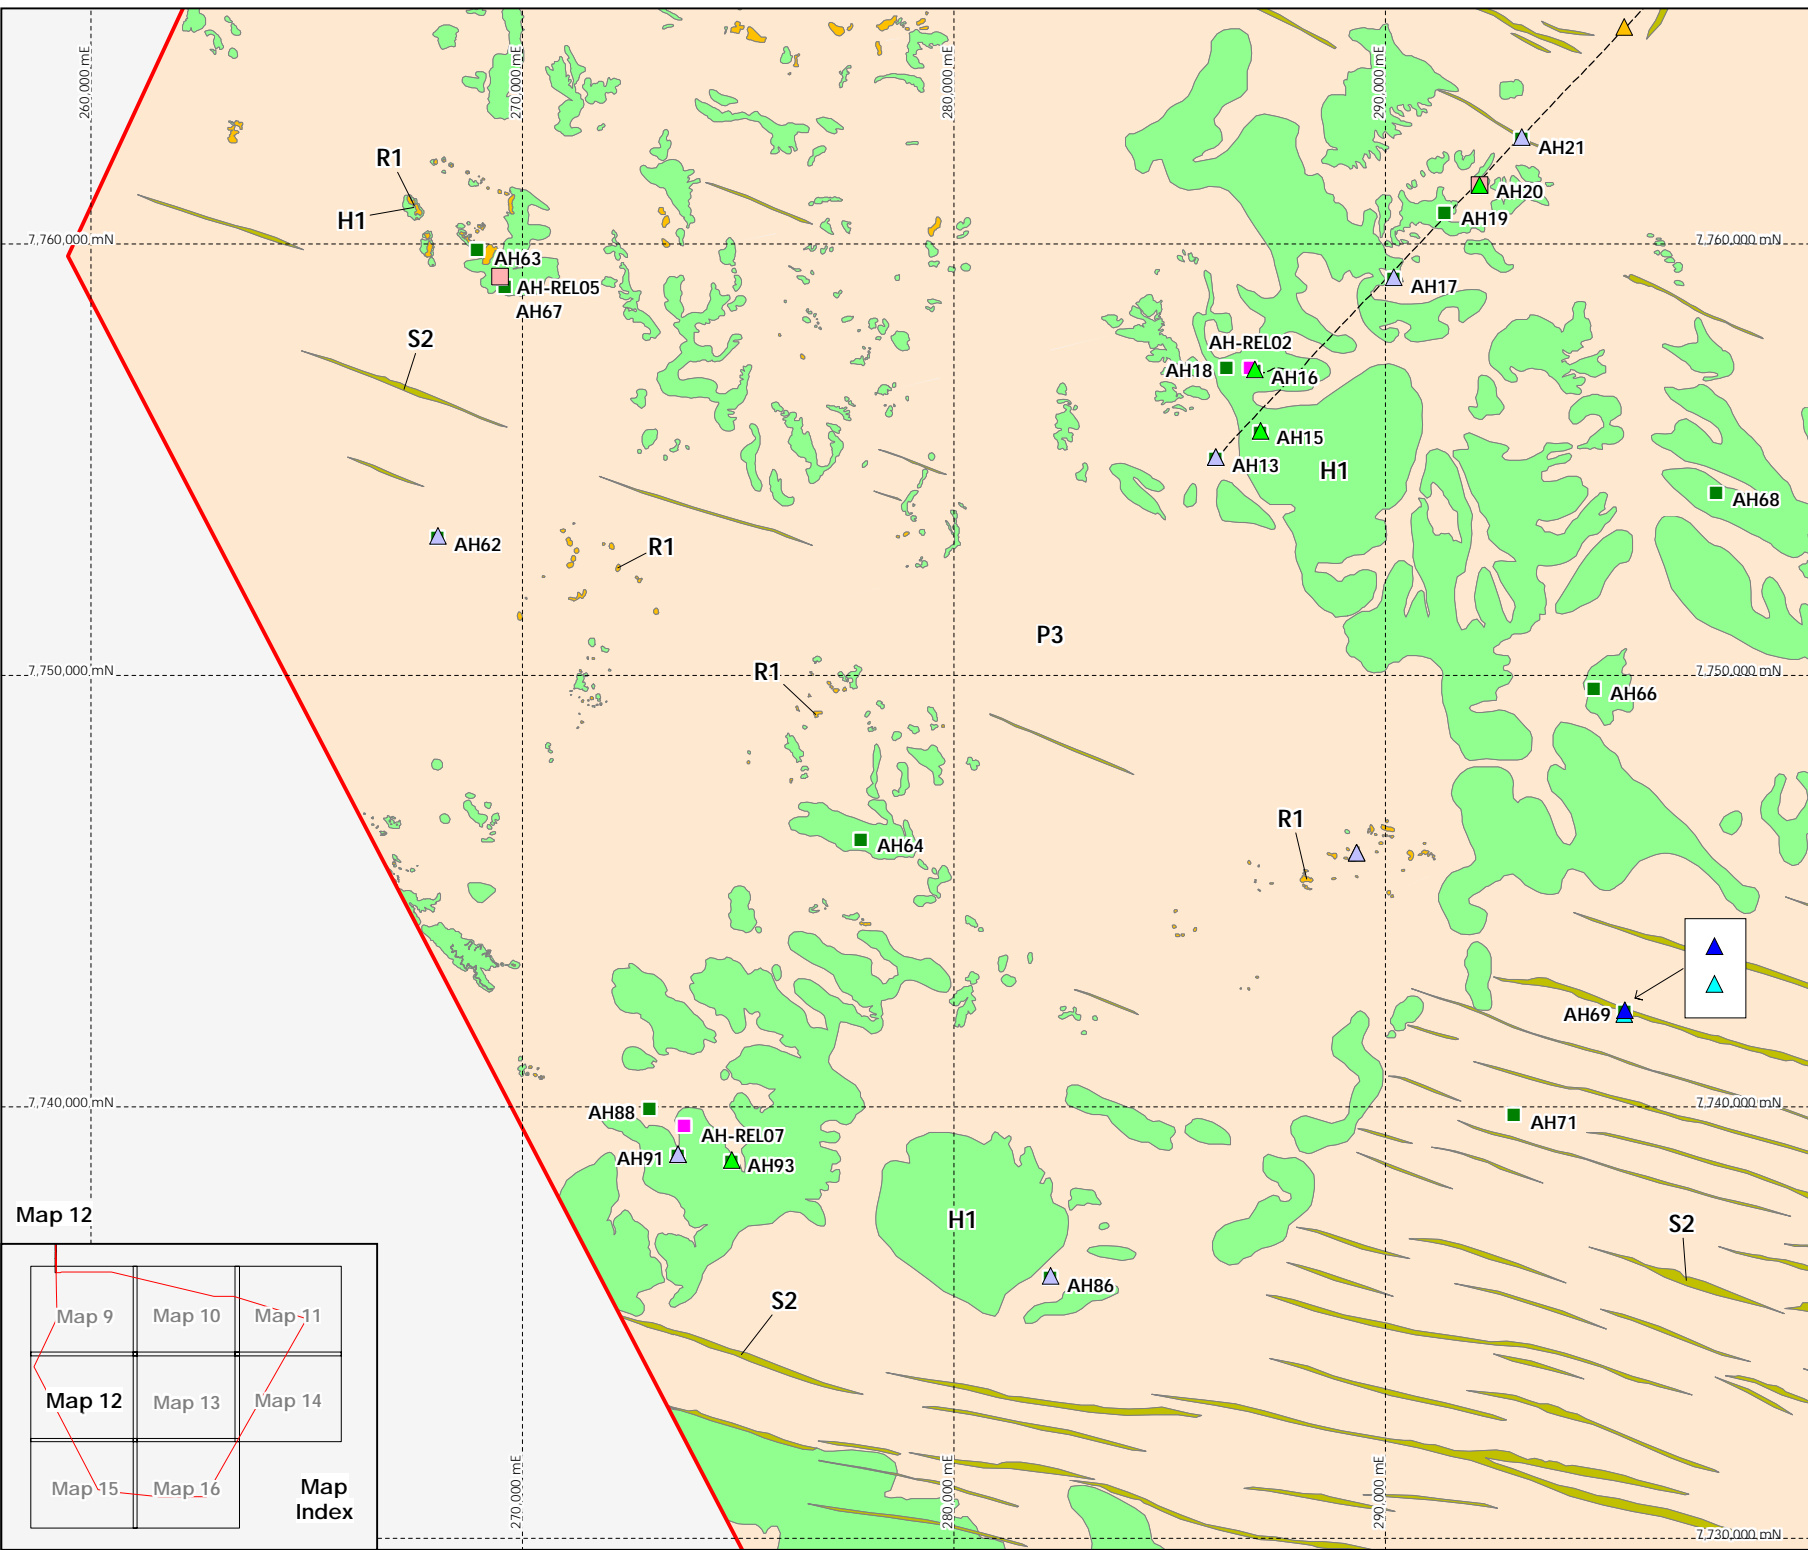 260,000 mE
270,000 mE
280,000 mE
290,000 mE
AH21
R1
AH20
H1
AH19
7,760,000 mN
7,760,000 mN
AH63
AH-REL05
AH17
AH67
S2
AH-REL02
AH18
AH16
AH15
AH13
H1
AH68
AH62
R1
P3
7,750,000 mN
R1
7,750,000 mN
AH66
R1
AH64
AH69
7,740,000 mN
7,740,000 mN
AH88
AH71
AH-REL07
AH91
AH93
Map 12
H1
S2
AH86
S2
Map 9
Map 10
Map 11
Map 12
Map 13
Map 14
Map 15
Map 16
Map
Index
270,000 mE
280,000 mE
290,000 mE
7,730,000 mN